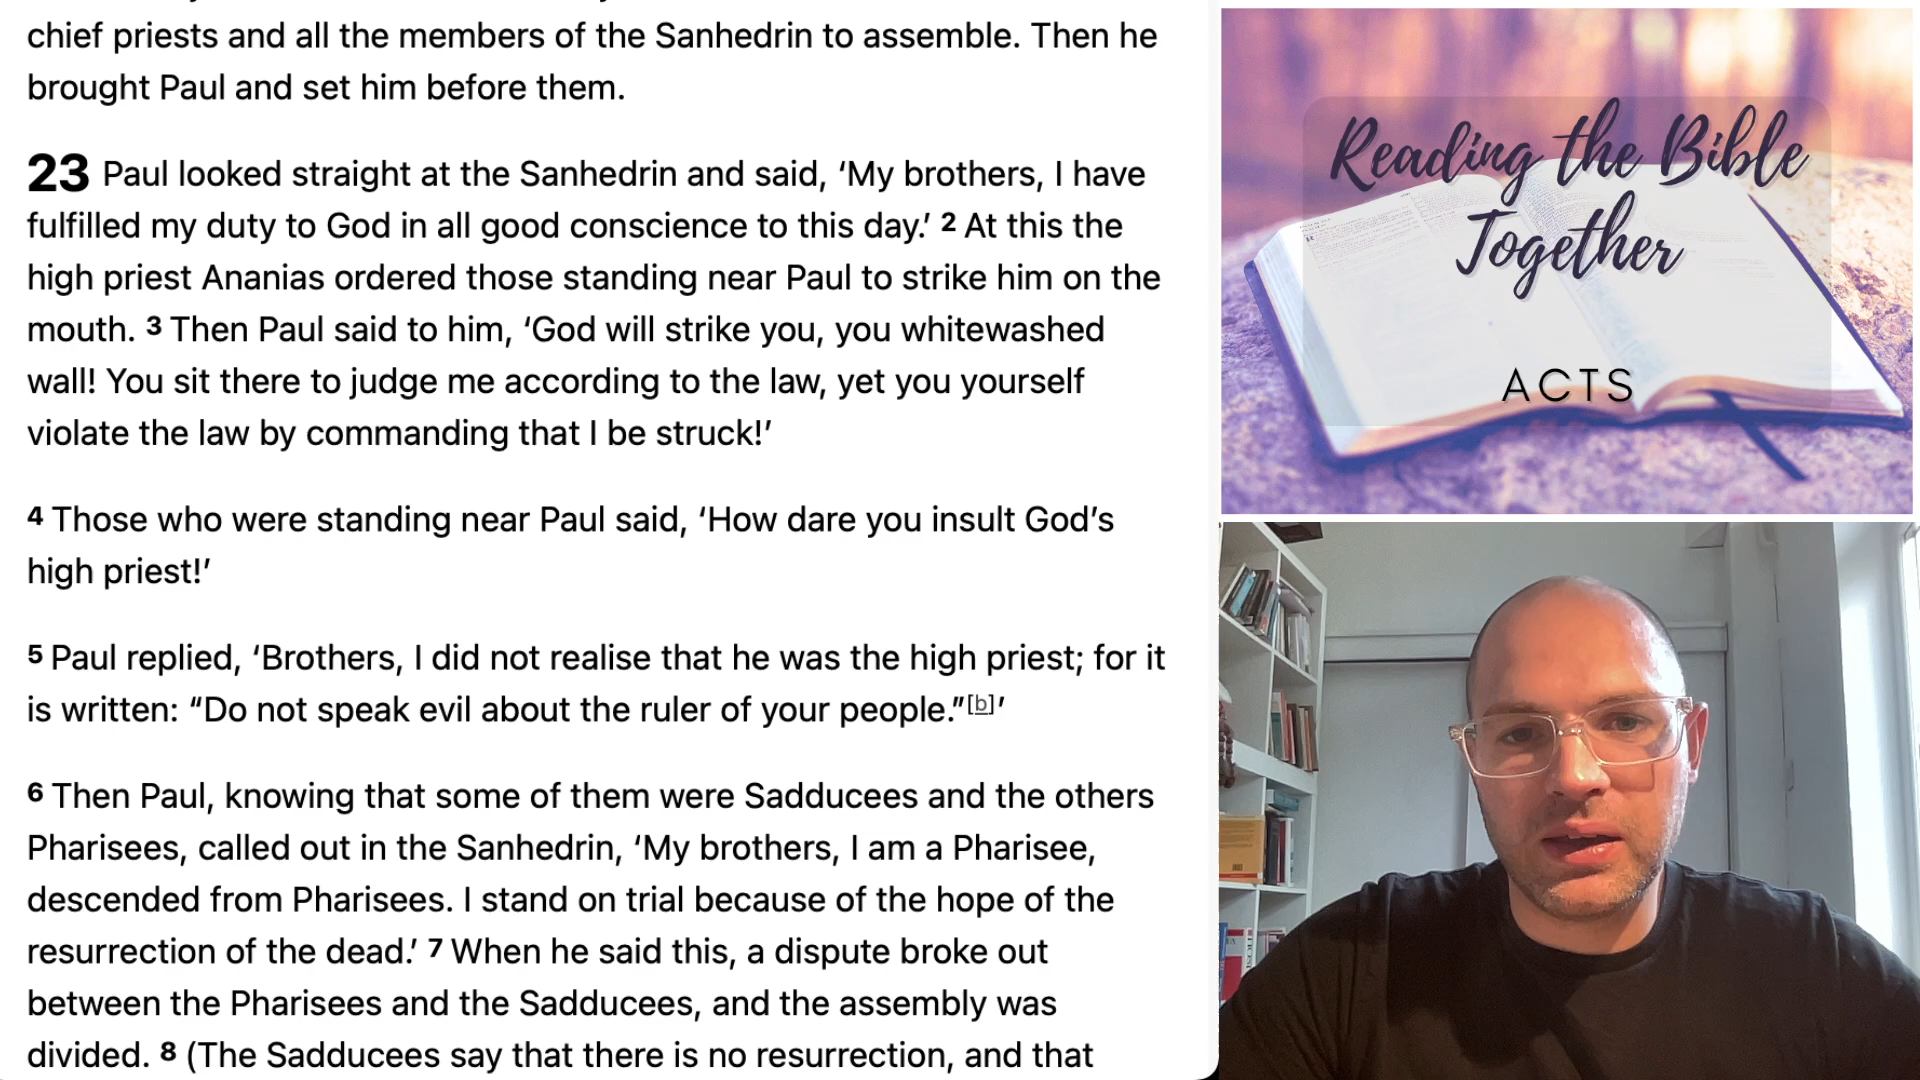 chief priests and all the members of the Sanhedrin to assemble. Then he
brought Paul and set him before them.
23 Paul looked straight at the Sanhedrin and said, ‘My brothers, I have
fulfilled my duty to God in all good conscience to this day.’ 2 At this the
high priest Ananias ordered those standing near Paul to strike him on the
mouth. 3 Then Paul said to him, ‘God will strike you, you whitewashed
wall! You sit there to judge me according to the law, yet you yourself
violate the law by commanding that I be struck!’
4 Those who were standing near Paul said, ‘How dare you insult God’s
high priest!’
5 Paul replied, ‘Brothers, I did not realise that he was the high priest; for it
is written: “Do not speak evil about the ruler of your people.”[b]’
6 Then Paul, knowing that some of them were Sadducees and the others
Pharisees, called out in the Sanhedrin, ‘My brothers, I am a Pharisee,
descended from Pharisees. I stand on trial because of the hope of the
resurrection of the dead.’ 7 When he said this, a dispute broke out
between the Pharisees and the Sadducees, and the assembly was
divided. 8 (The Sadducees say that there is no resurrection, and that
Reading the Bible
Together
ACTS